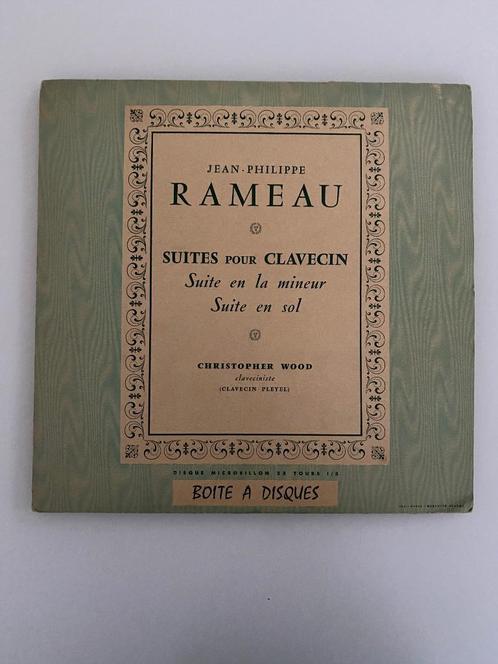 JEAN-PHILIPPE
RAMEAU
SUITES POUR CLAVECIN
Suite en la mineur
Suite en sol
CHRISTOPHER WOOD
claveciniste
(CLAVECIN PLEYEL)
DISQUE MICROSILLON 33 TOURS 1/3
BOITE A DISQUES